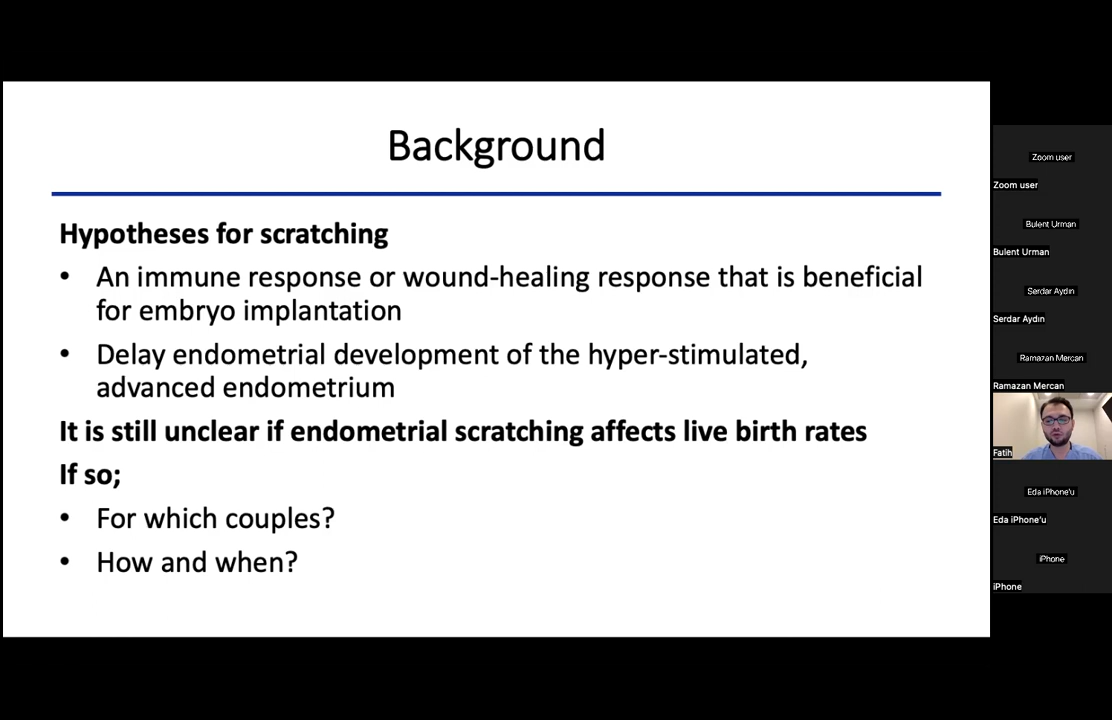 Background
Hypotheses for scratching
• An immune response or wound-healing response that is beneficial
for embryo implantation
• Delay endometrial development of the hyper-stimulated,
advanced endometrium
It is still unclear if endometrial scratching affects live birth rates
If so;
• For which couples?
• How and when?
Zoom user
Zoom user
Bulent Urman
Bulent Urman
Serdar Aydın
Serdar Aydın
Ramazan Mercan
Ramazan Mercan
Fatih
Eda iPhone'u
Eda iPhone'u
iPhone
iPhone